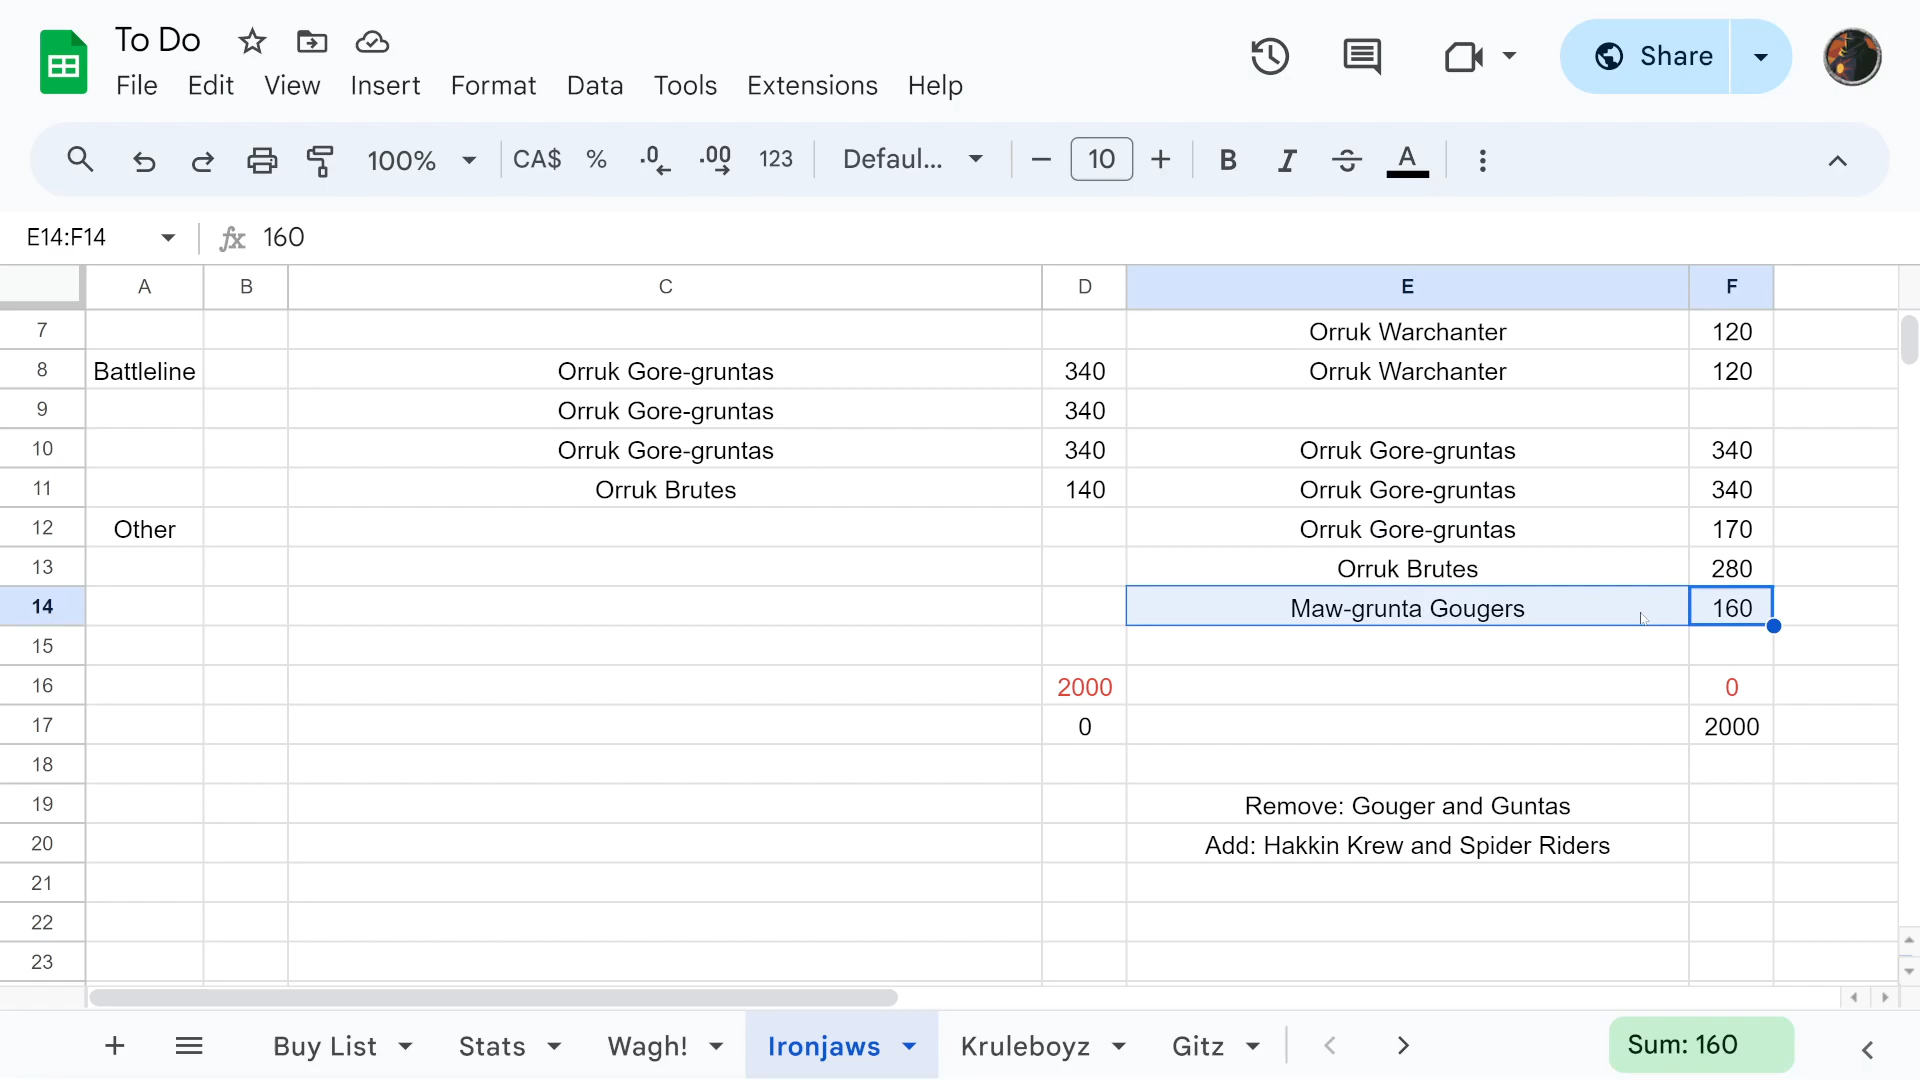 To Do
File Edit View Insert Format Data Tools Extensions Help
Share
100% CA$ % .0 .00 123 Defaul... 10 B I A
E14:F14 fx 160
A B C D E F
7 Orruk Warchanter 120
8 Battleline Orruk Gore-gruntas 340 Orruk Warchanter 120
9 Orruk Gore-gruntas 340
10 Orruk Gore-gruntas 340 Orruk Gore-gruntas 340
11 Orruk Brutes 140 Orruk Gore-gruntas 340
12 Other Orruk Gore-gruntas 170
13 Orruk Brutes 280
14 Maw-grunta Gougers 160
15
16 2000 0
17 0 2000
18
19 Remove: Gouger and Guntas
20 Add: Hakkin Krew and Spider Riders
21
22
23
Buy List Stats Wagh! Ironjaws Kruleboyz Gitz Sum: 160